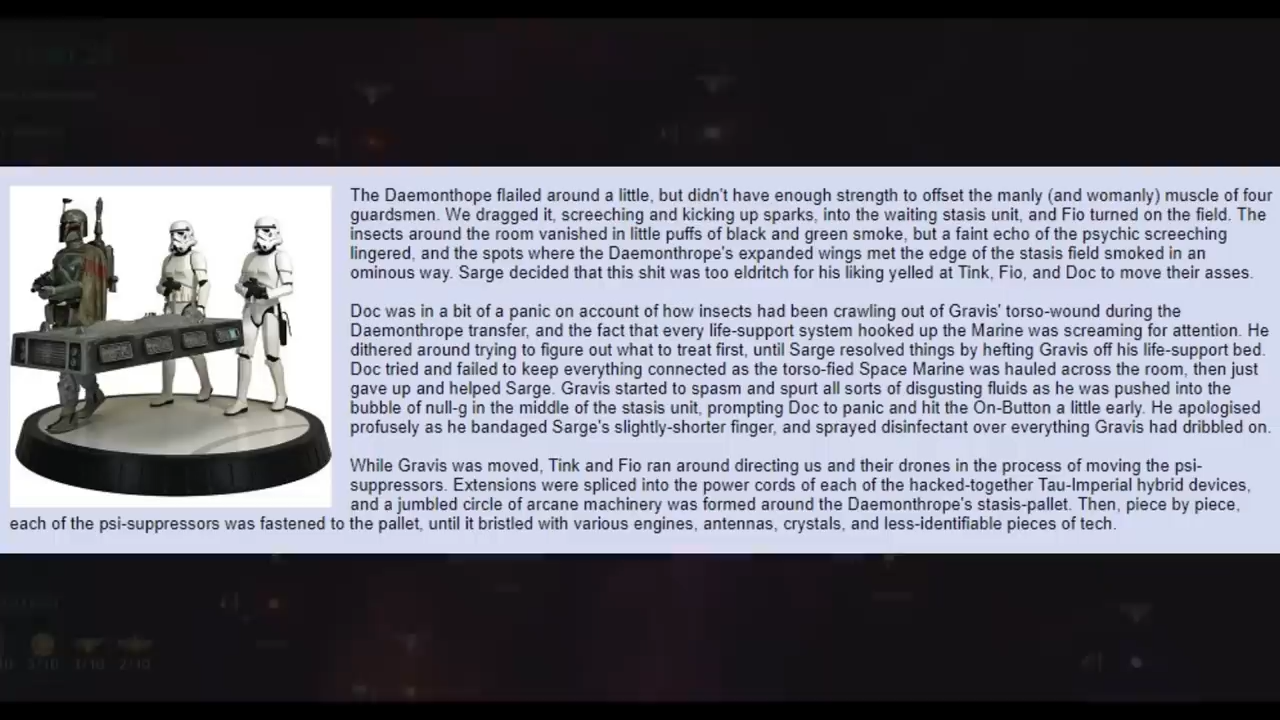 The Daemonthope flailed around a little, but didn't have enough strength to offset the manly (and womanly) muscle of four
guardsmen. We dragged it, screeching and kicking up sparks, into the waiting stasis unit, and Fio turned on the field. The
insects around the room vanished in little puffs of black and green smoke, but a faint echo of the psychic screeching
lingered, and the spots where the Daemonthrope's expanded wings met the edge of the stasis field smoked in an
ominous way. Sarge decided that this shit was too eldritch for his liking yelled at Tink, Fio, and Doc to move their asses.
Doc was in a bit of a panic on account of how insects had been crawling out of Gravis' torso-wound during the
Daemonthrope transfer, and the fact that every life-support system hooked up the Marine was screaming for attention. He
dithered around trying to figure out what to treat first, until Sarge resolved things by hefting Gravis off his life-support bed.
Doc tried and failed to keep everything connected as the torso-fied Space Marine was hauled across the room, then just
gave up and helped Sarge. Gravis started to spasm and spurt all sorts of disgusting fluids as he was pushed into the
bubble of null-g in the middle of the stasis unit, prompting Doc to panic and hit the On-Button a little early. He apologised
profusely as he bandaged Sarge's slightly-shorter finger, and sprayed disinfectant over everything Gravis had dribbled on.
While Gravis was moved, Tink and Fio ran around directing us and their drones in the process of moving the psi-
suppressors. Extensions were spliced into the power cords of each of the hacked-together Tau-Imperial hybrid devices,
and a jumbled circle of arcane machinery was formed around the Daemonthrope's stasis-pallet. Then, piece by piece,
each of the psi-suppressors was fastened to the pallet, until it bristled with various engines, antennas, crystals, and less-identifiable pieces of tech.
1/10 2/10